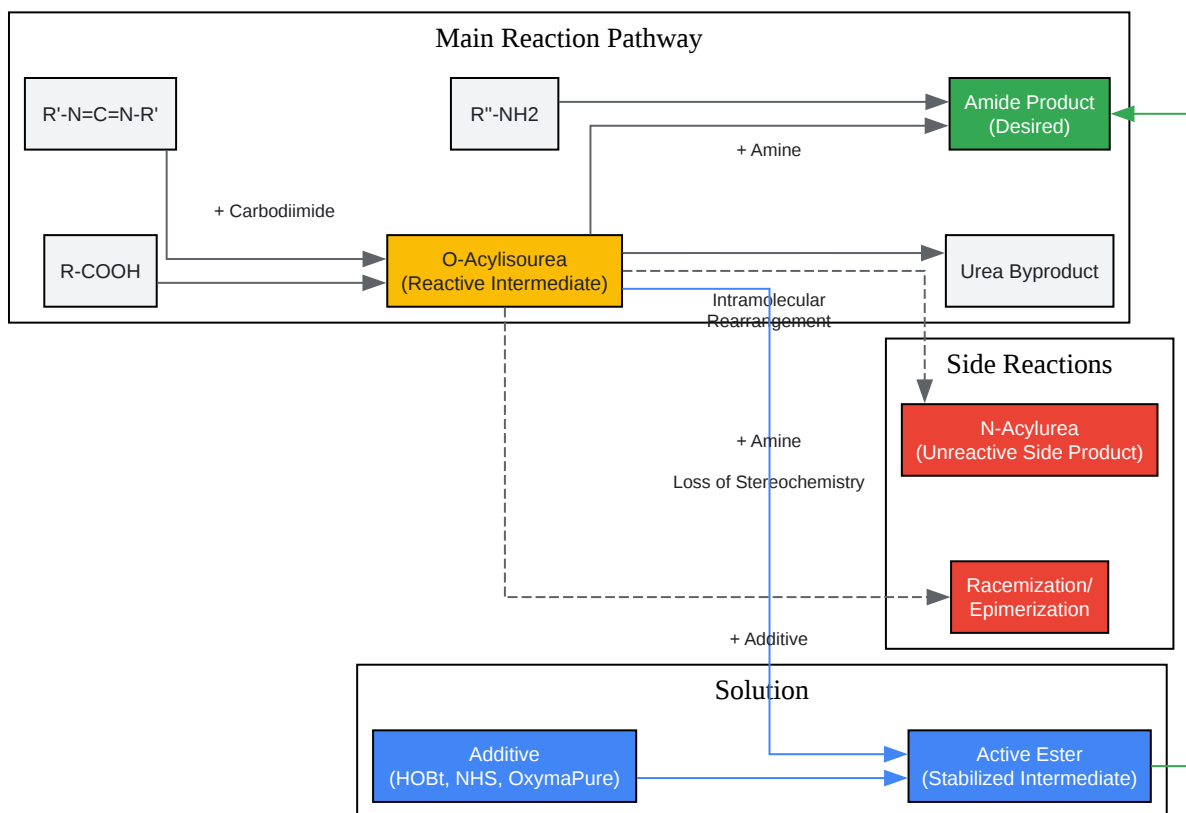 Main Reaction Pathway
R'-N=C=N-R'
R''-NH2
Amide Product
(Desired)
+ Amine
+ Carbodiimide
R-COOH
O-Acylisourea
(Reactive Intermediate)
Urea Byproduct
Intramolecular
Rearrangement
Side Reactions
N-Acylurea
(Unreactive Side Product)
+ Amine
Loss of Stereochemistry
Racemization/
Epimerization
+ Additive
Solution
Additive
(HOBt, NHS, OxymaPure)
Active Ester
(Stabilized Intermediate)